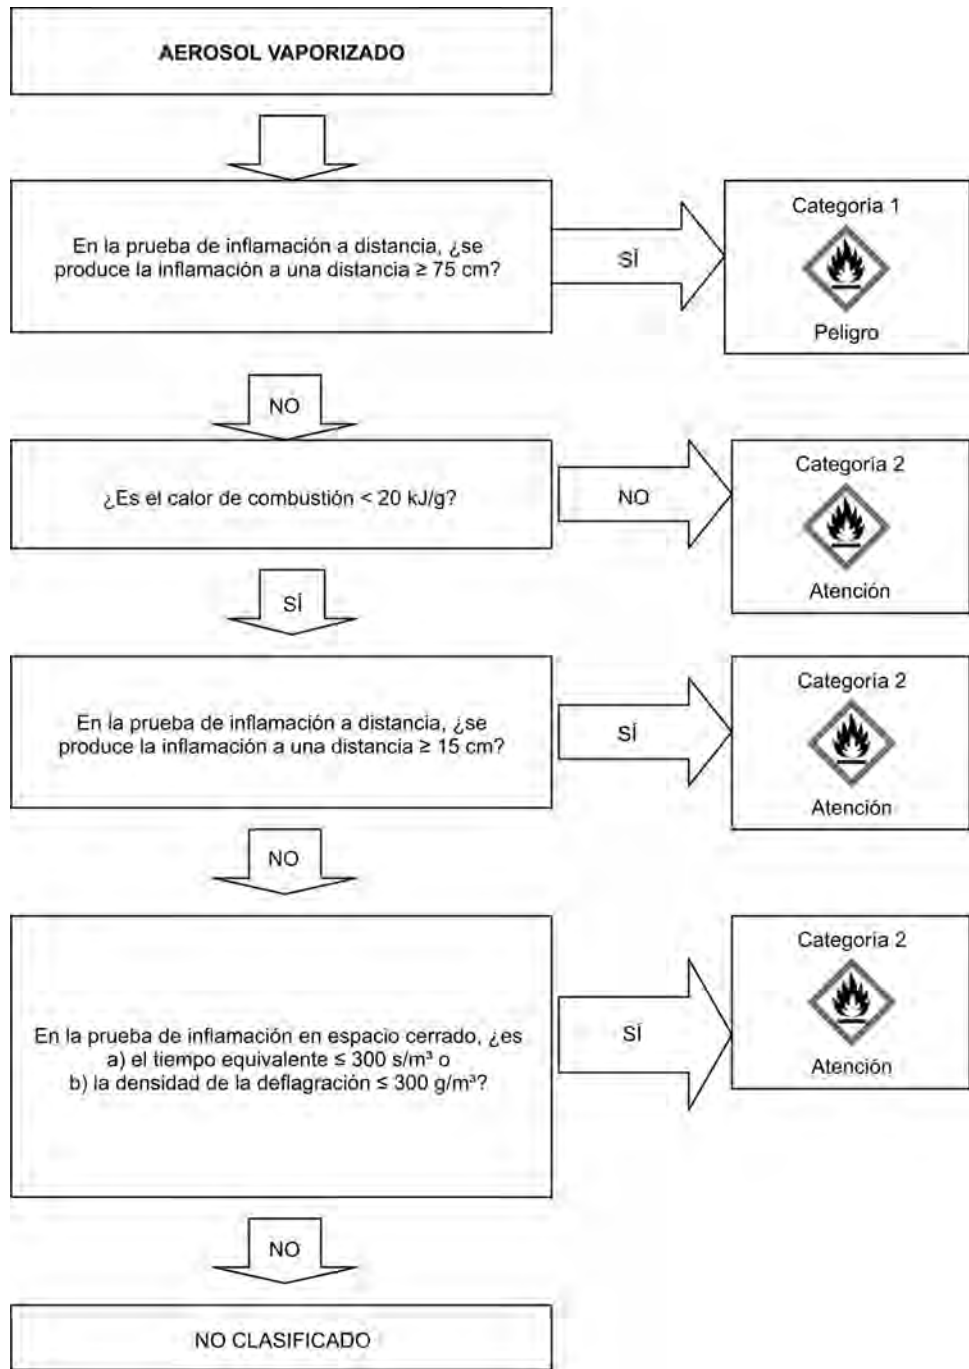 AEROSOL VAPORIZADO
En la prueba de inflamación a distancia, ¿se
produce la inflamación a una distancia ≥ 75 cm?
SÍ
Categoría 1
Peligro
NO
¿Es el calor de combustión < 20 kJ/g?
NO
Categoría 2
Atención
SÍ
En la prueba de inflamación a distancia, ¿se
produce la inflamación a una distancia ≥ 15 cm?
SÍ
Categoría 2
Atención
NO
En la prueba de inflamación en espacio cerrado, ¿es
a) el tiempo equivalente ≤ 300 s/m³ o
b) la densidad de la deflagración ≤ 300 g/m³?
SÍ
Categoría 2
Atención
NO
NO CLASIFICADO